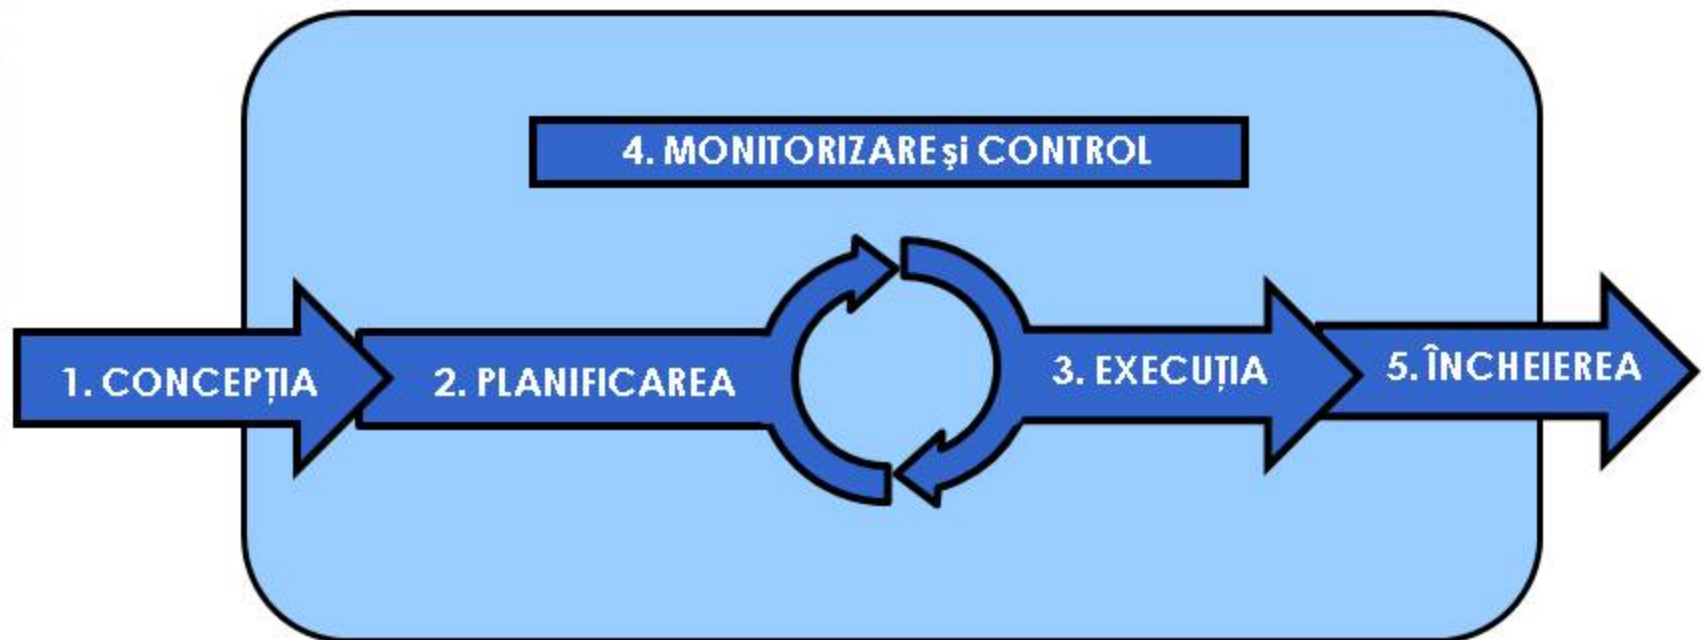 4. MONITORIZARE şi CONTROL
1. CONCEPȚIA
2. PLANIFICAREA
3. EXECUȚIA
5. ÎNCHEIEREA